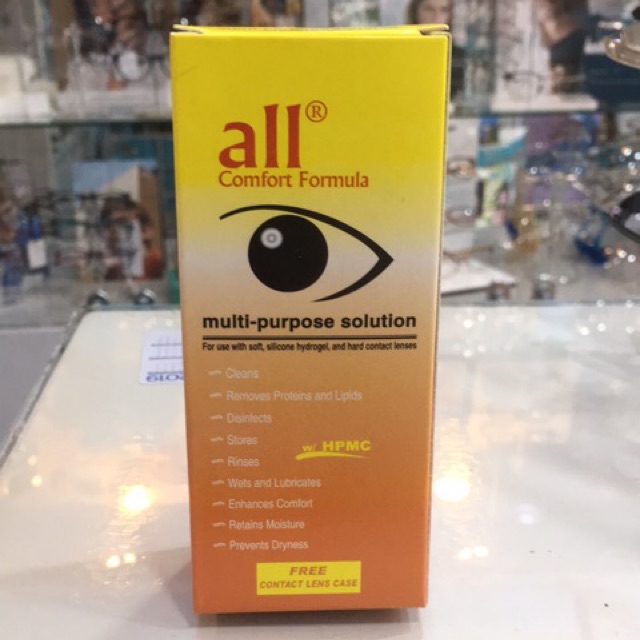 all®
Comfort Formula
multi-purpose solution
For use with soft, silicone hydrogel, and hard contact lenses
Cleans
Removes Proteins and Lipids
Disinfects
Stores
w/ HPMC
Rinses
Wets and Lubricates
Enhances Comfort
Retains Moisture
Prevents Dryness
FREE
CONTACT LENS CASE
2019